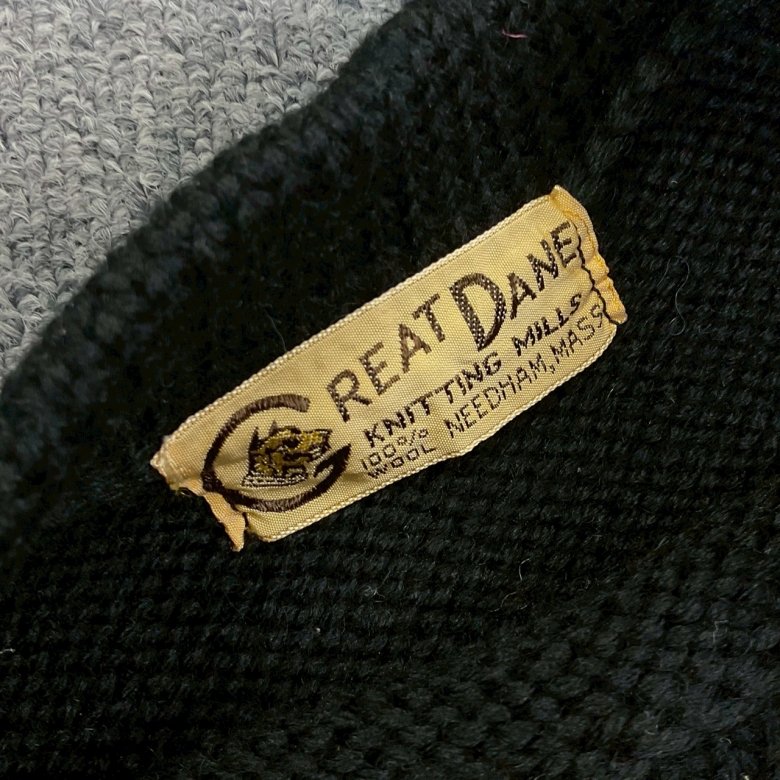 GREAT DANE
KNITTING MILLS
100% WOOL NEEDHAM, MASS